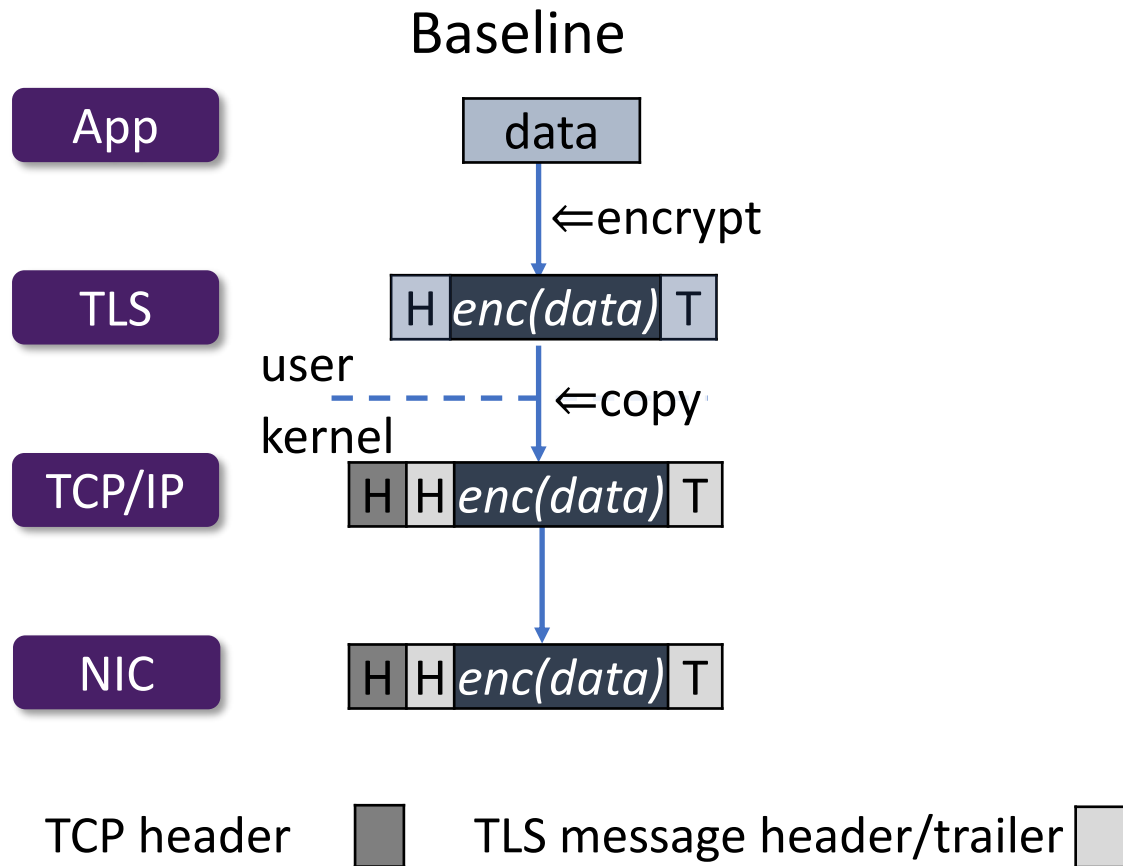 Baseline
App
data
⇐encrypt
TLS
H enc(data) T
user
⇐copy
kernel
TCP/IP
H H enc(data) T
NIC
H H enc(data) T
TCP header
TLS message header/trailer